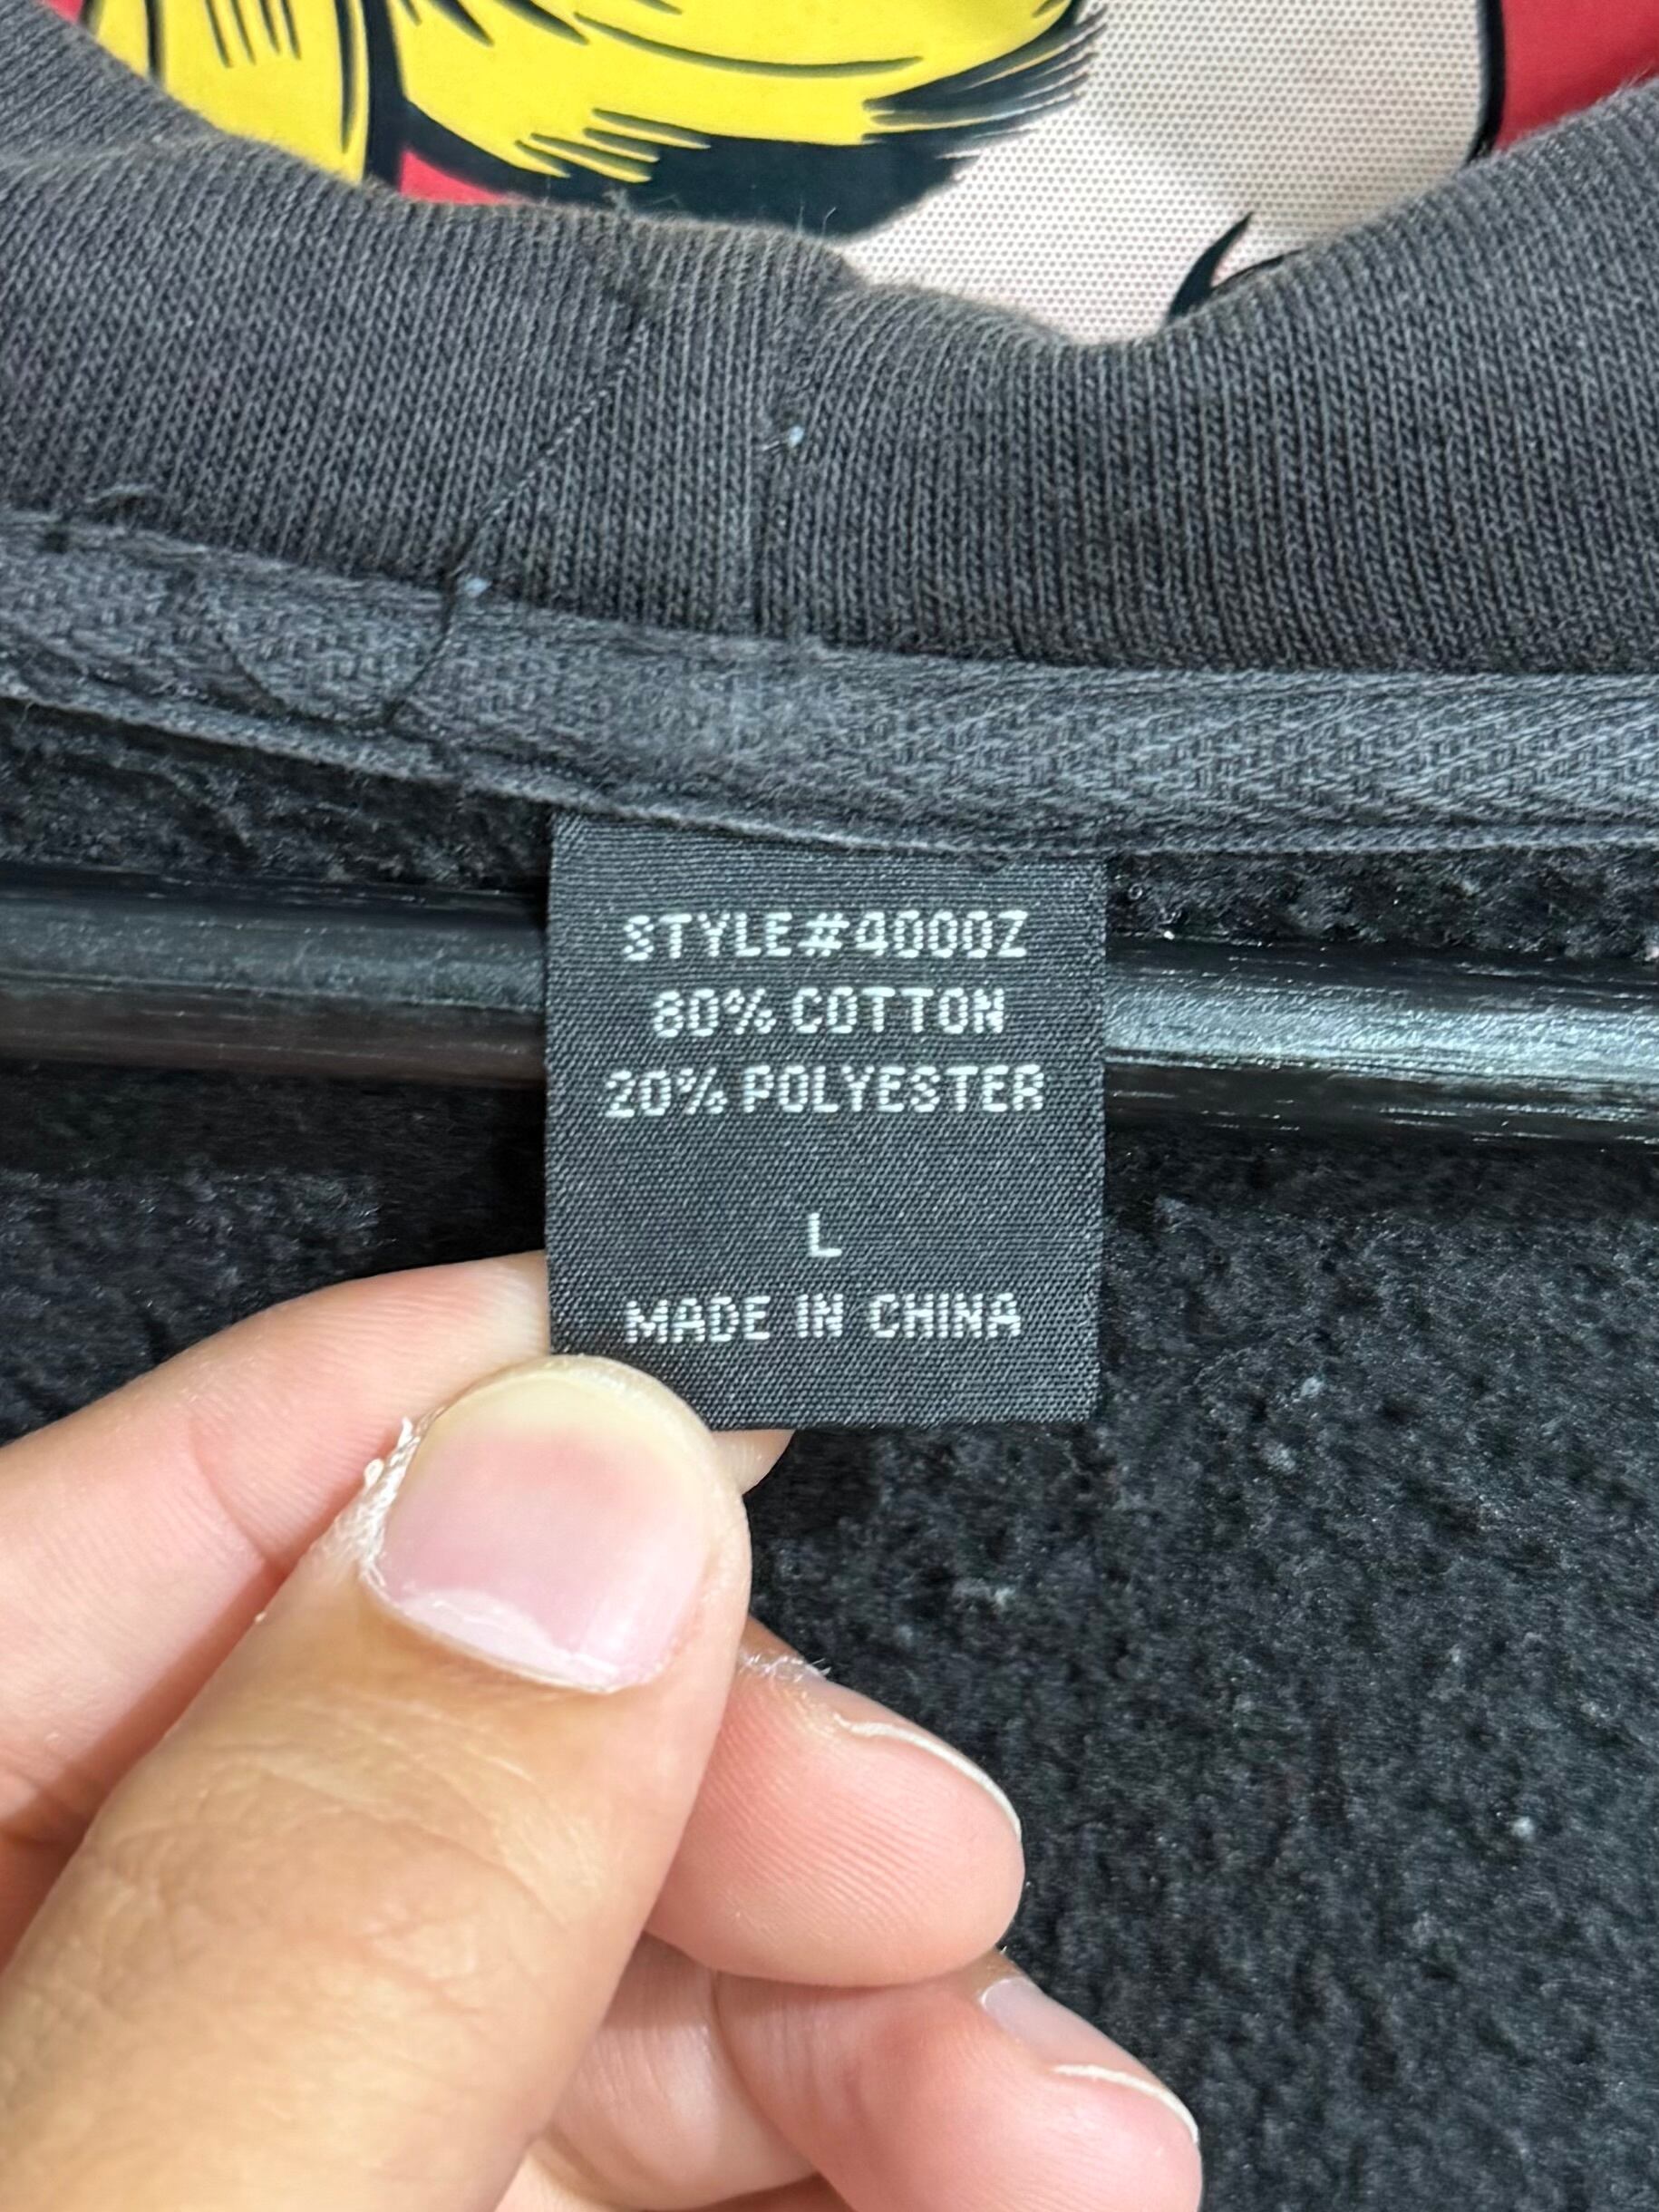 STYLE#4000Z
80% COTTON
20% POLYESTER
L
MADE IN CHINA